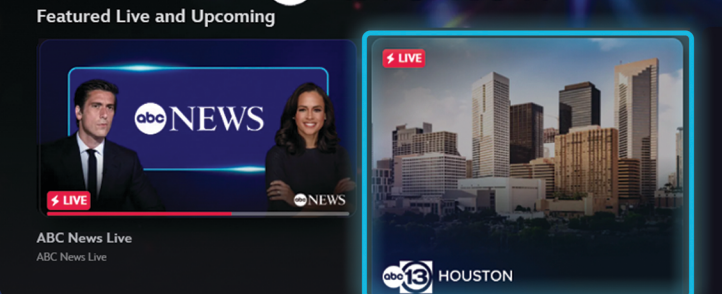 Featured Live and Upcoming
abc NEWS
LIVE
abc NEWS
ABC News Live
ABC News Live
LIVE
abc 13 HOUSTON